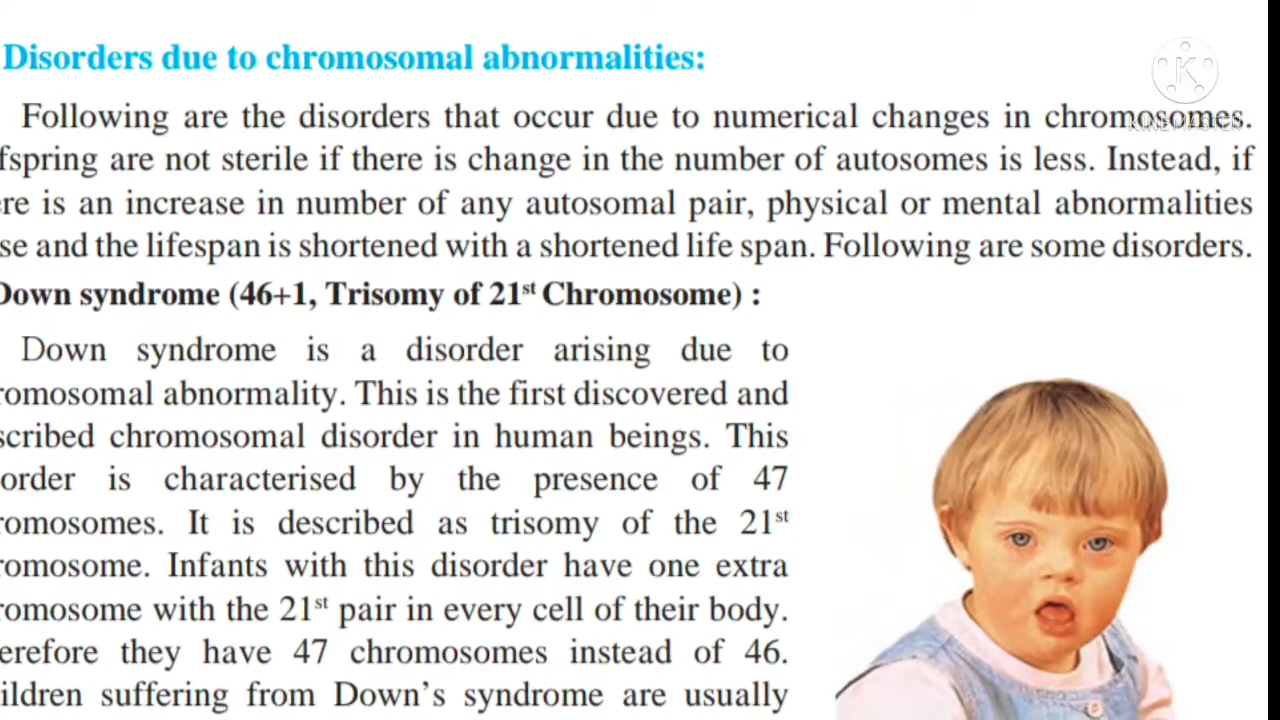 Disorders due to chromosomal abnormalities:
Following are the disorders that occur due to numerical changes in chromosomes.
fspring are not sterile if there is change in the number of autosomes is less. Instead, if
re is an increase in number of any autosomal pair, physical or mental abnormalities
se and the lifespan is shortened with a shortened life span. Following are some disorders.
Down syndrome (46+1, Trisomy of 21st Chromosome) :
Down syndrome is a disorder arising due to
romosomal abnormality. This is the first discovered and
scribed chromosomal disorder in human beings. This
order is characterised by the presence of 47
romosomes. It is described as trisomy of the 21st
romosome. Infants with this disorder have one extra
romosome with the 21st pair in every cell of their body.
erefore they have 47 chromosomes instead of 46.
ildren suffering from Down's syndrome are usually
K
KINEMASTER